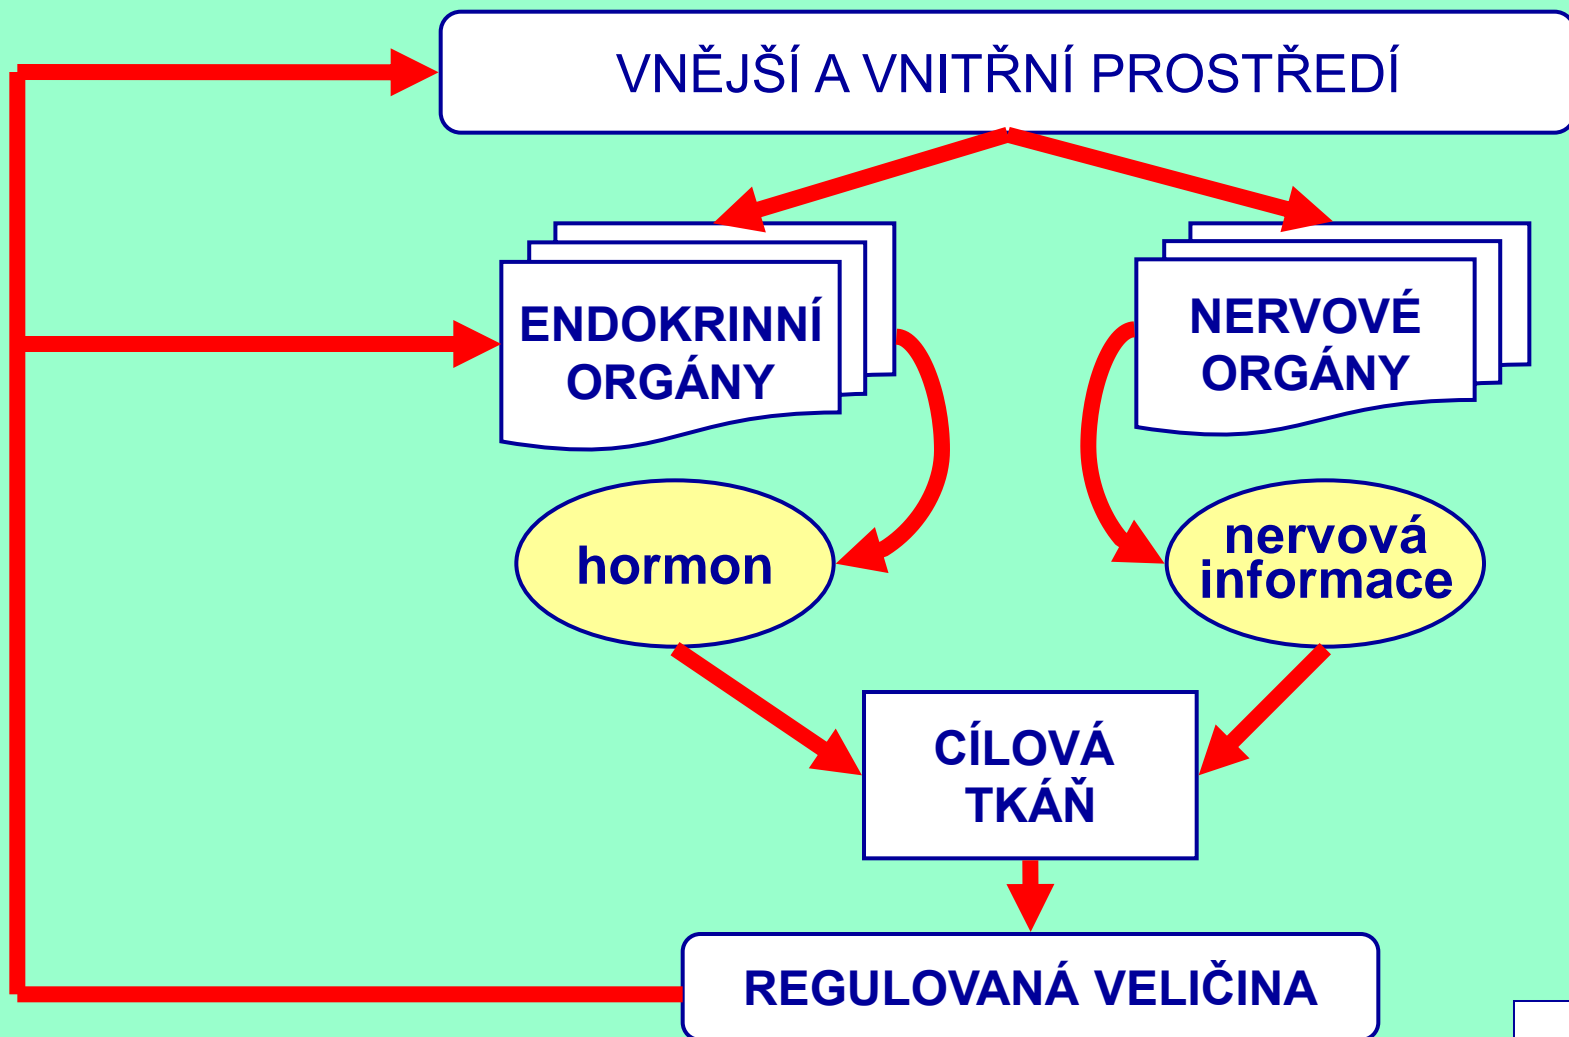 VNĚJŠÍ A VNITŘNÍ PROSTŘEDÍ
ENDOKRINNÍ
ORGÁNY
NERVOVÉ
ORGÁNY
hormon
nervová
informace
CÍLOVÁ
TKÁŇ
REGULOVANÁ VELIČINA